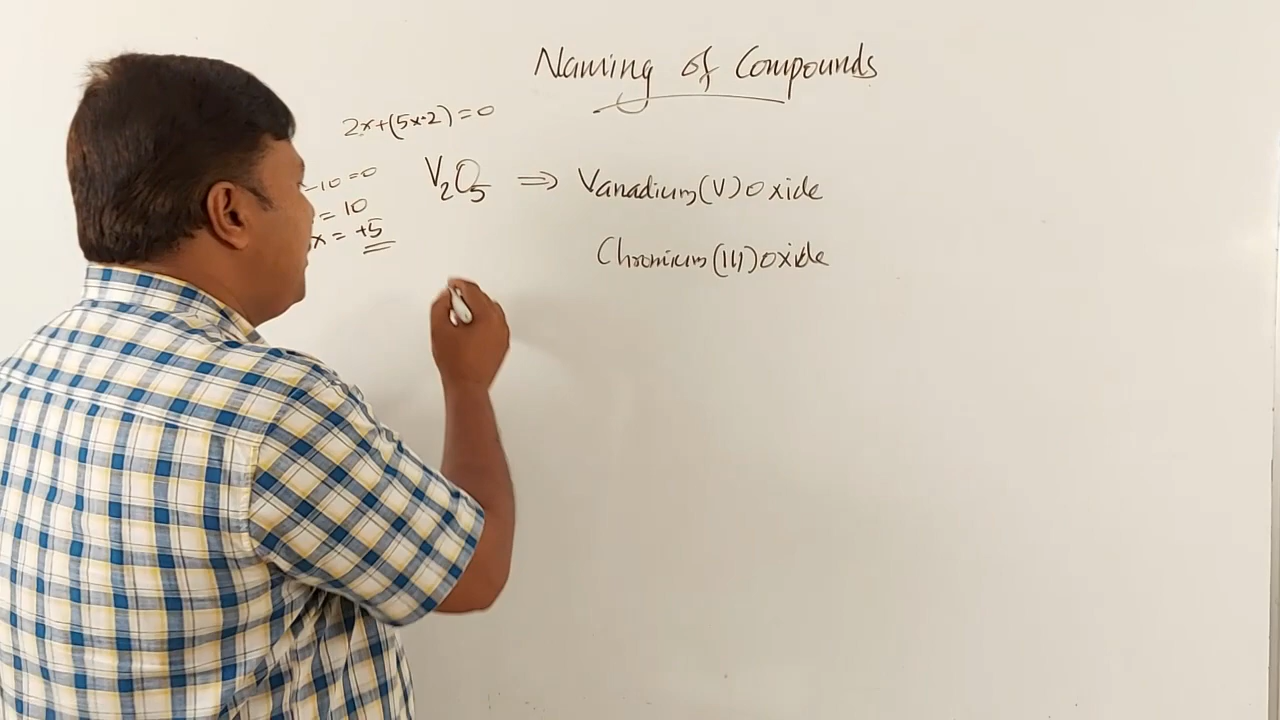 Naming of Compounds
2x+(5x-2)=0
-10=0
= 10
x = +5
V₂O₅ ⇒ Vanadium(V)Oxide
Chromium(III)Oxide